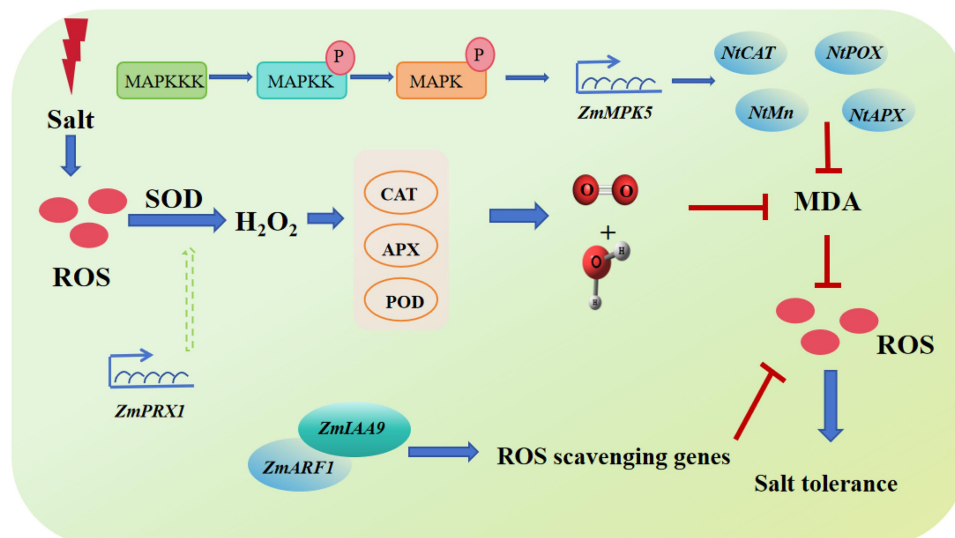 Salt
MAPKKK
MAPKK
P
MAPK
P
ZmMPK5
NtCAT
NtPOX
NtMn
NtAPX
ROS
SOD
H₂O₂
CAT
APX
POD
O O
+
O H
H
MDA
ROS
ZmPRX1
ZmIAA9
ZmARF1
ROS scavenging genes
Salt tolerance